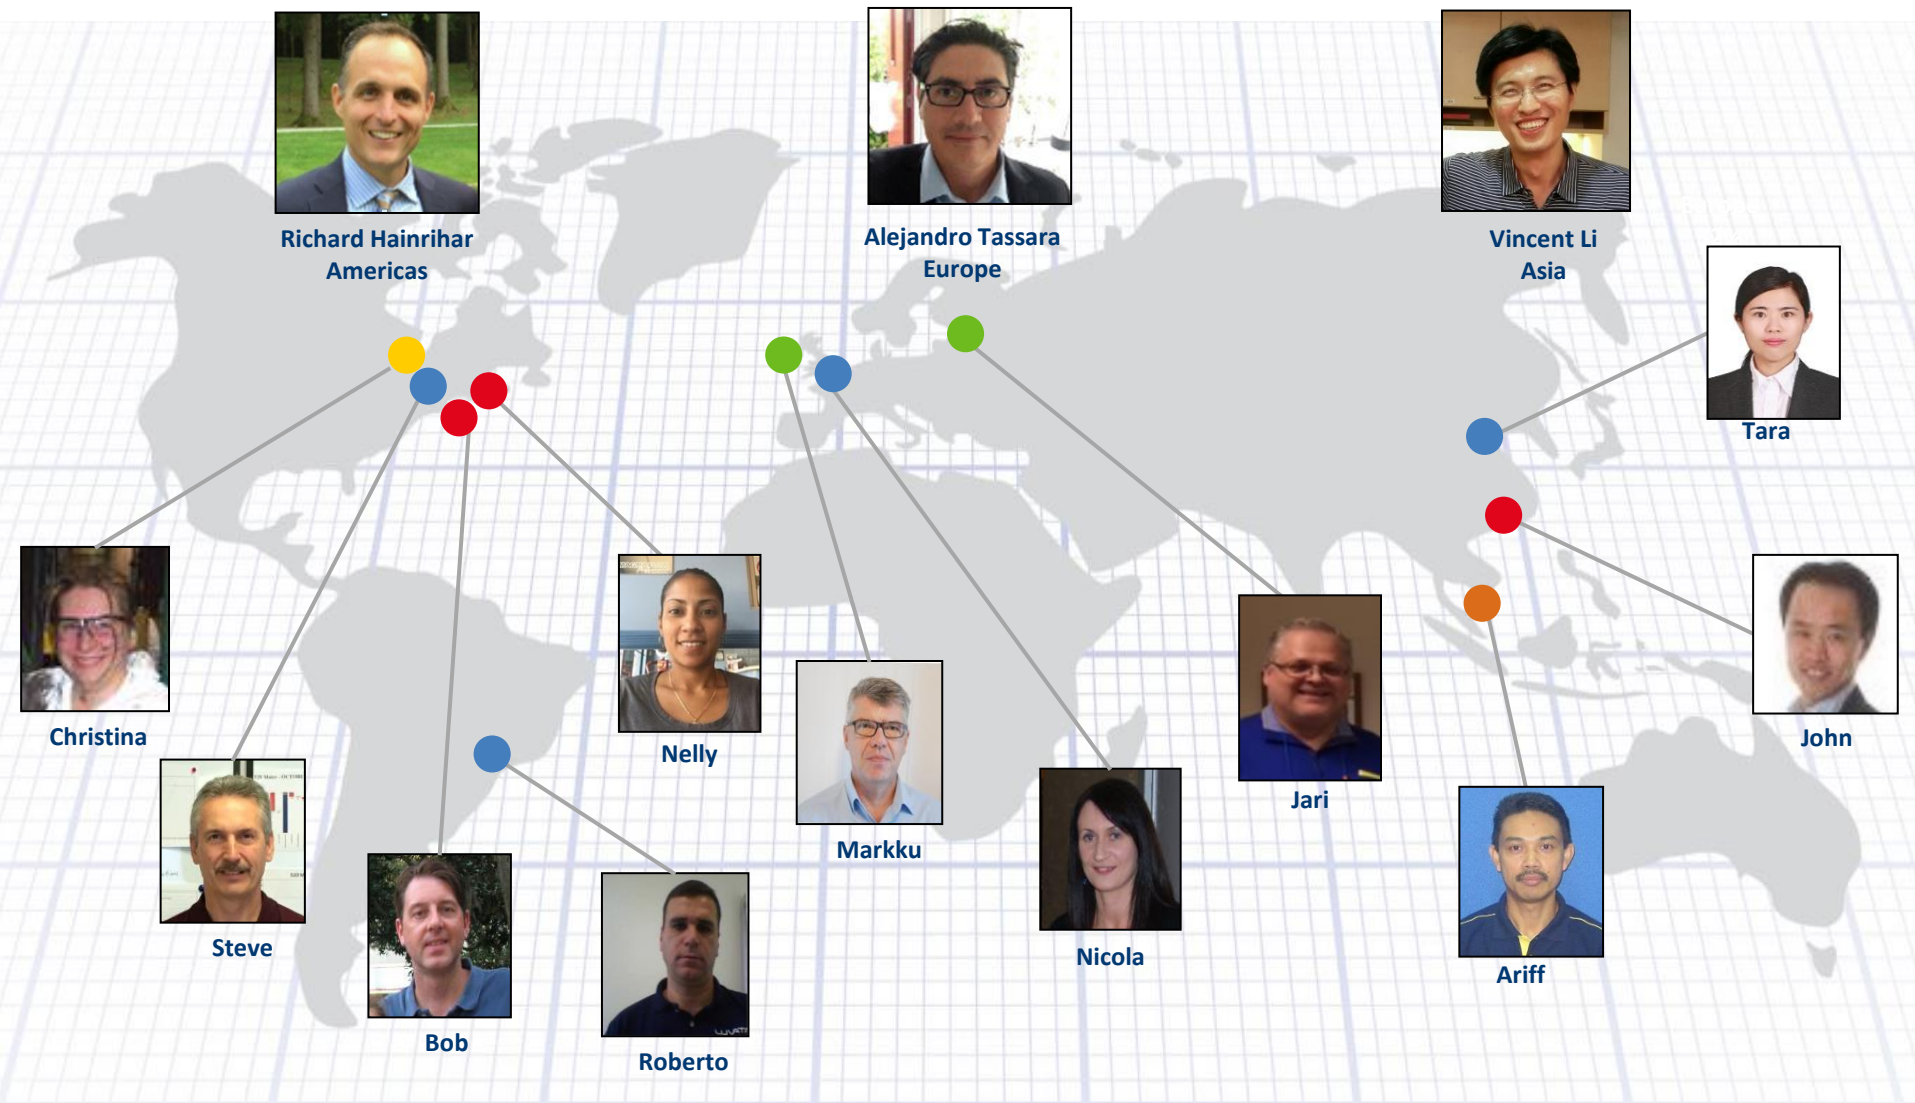 Richard Hainrihar
Americas
Alejandro Tassara
Europe
Vincent Li
Asia
Tara
Christina
Nelly
John
Steve
Markku
Jari
Bob
Roberto
Nicola
Ariff